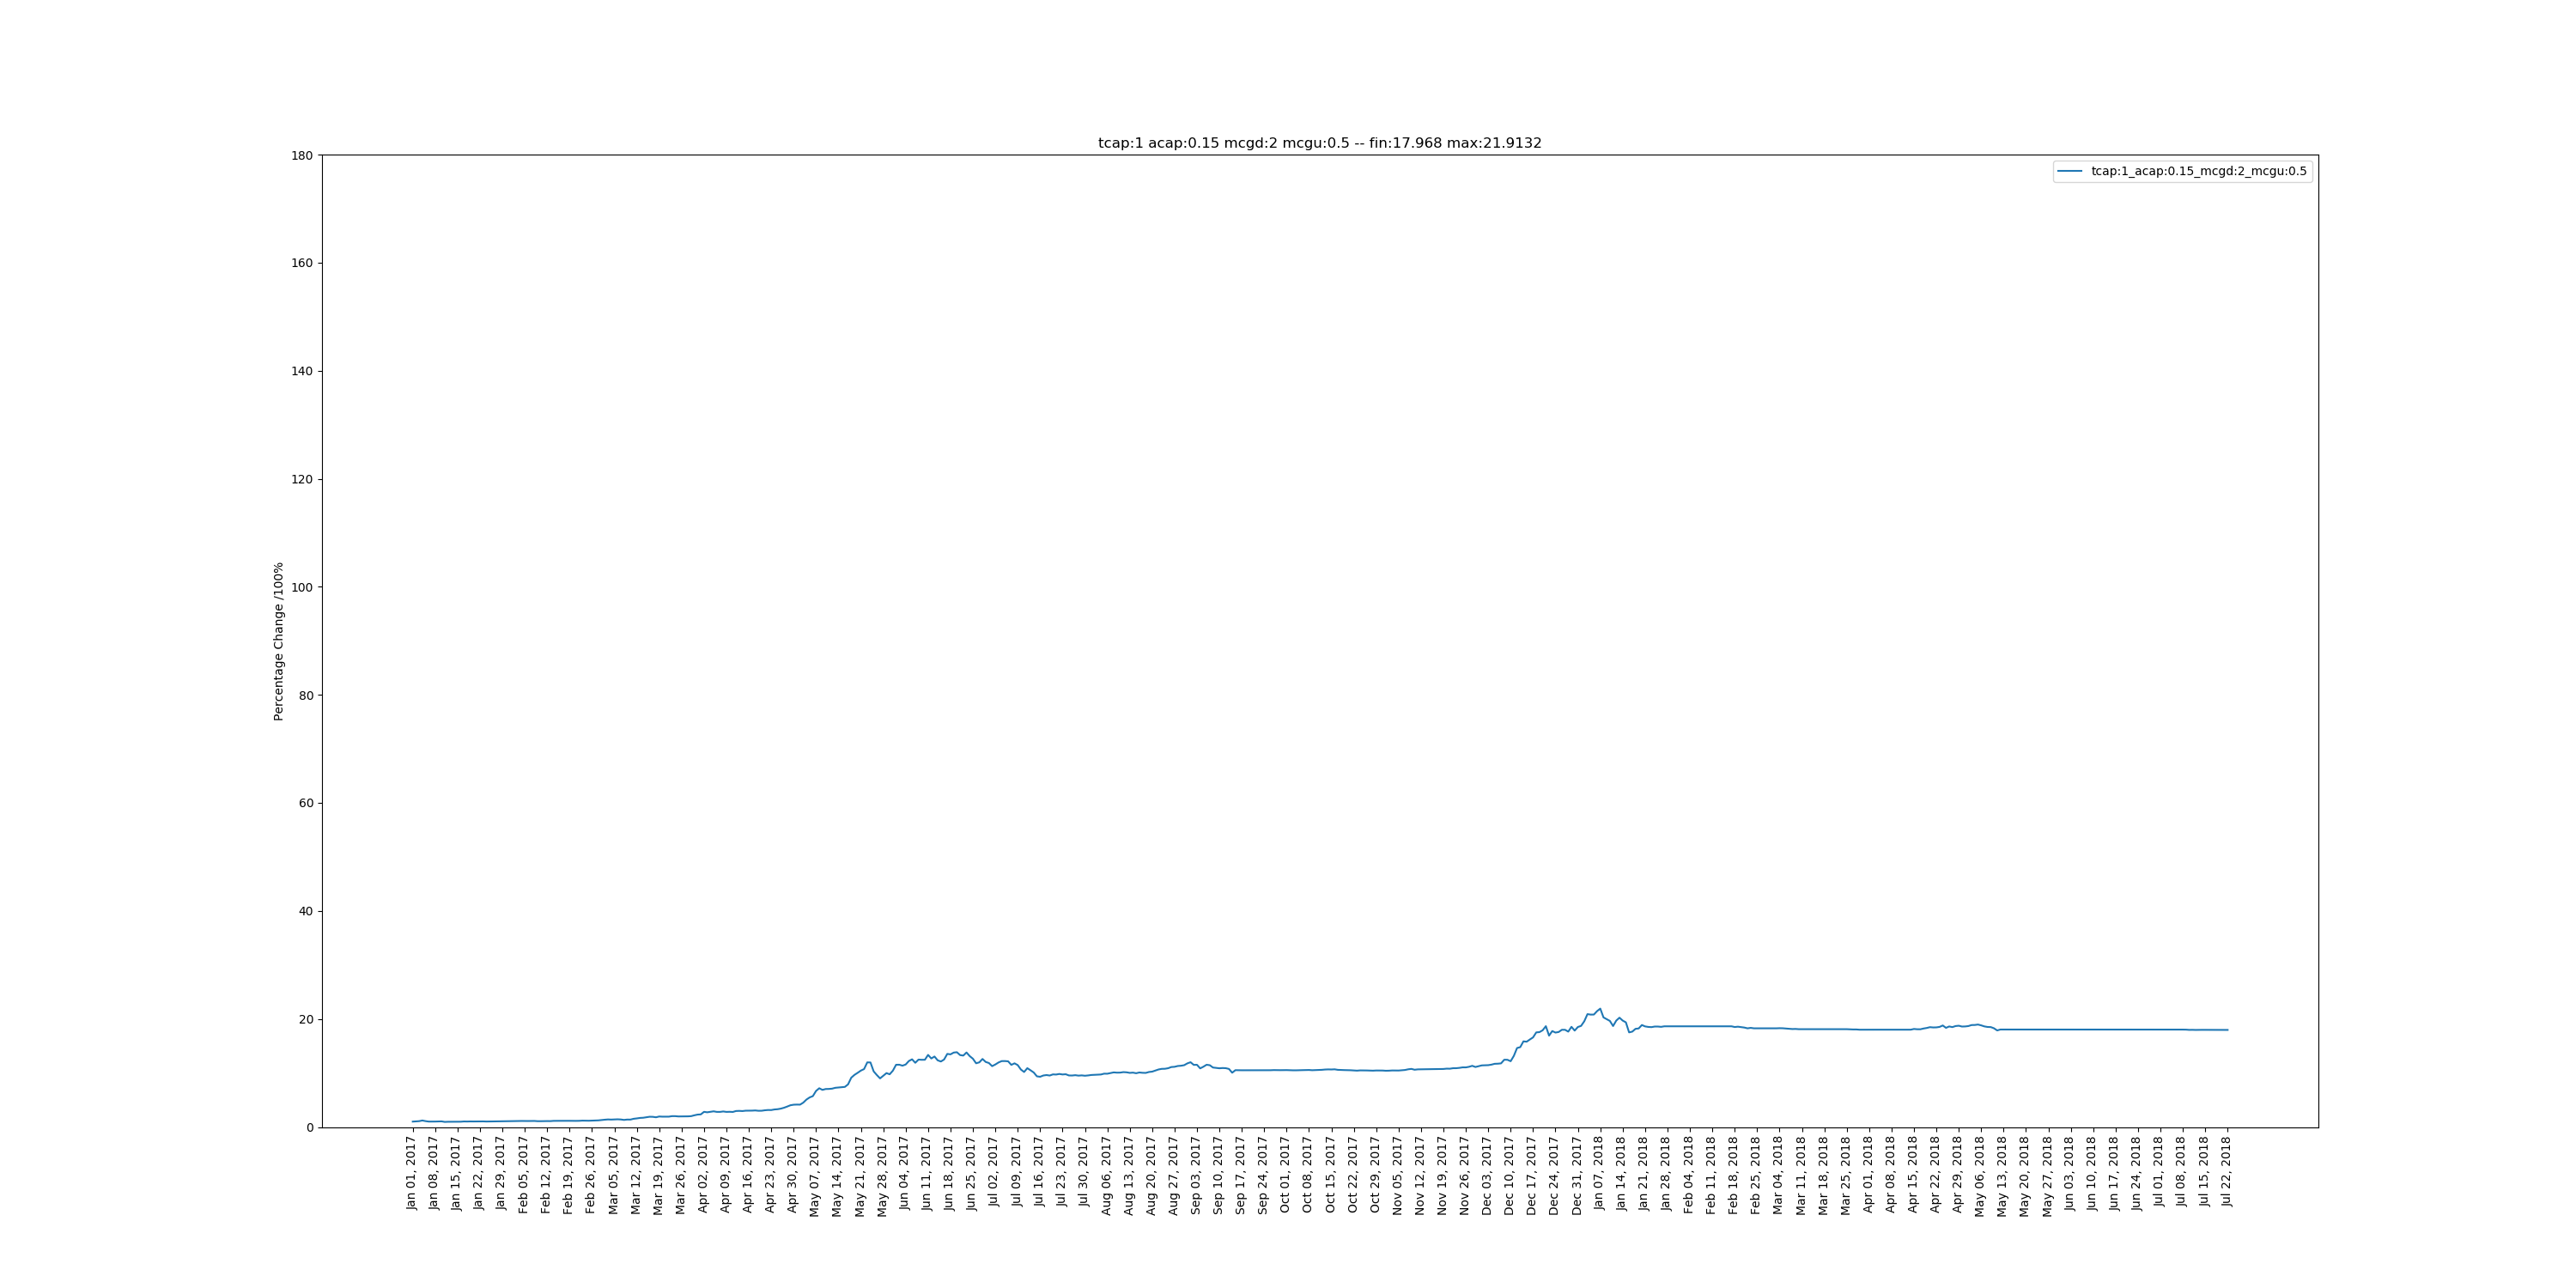 tcap:1 acap:0.15 mcgd:2 mcgu:0.5 -- fin:17.968 max:21.9132
tcap:1_acap:0.15_mcgd:2_mcgu:0.5
180
160
140
120
100
80
60
40
20
0
Percentage Change /100%
Jan 01, 2017
Jan 08, 2017
Jan 15, 2017
Jan 22, 2017
Jan 29, 2017
Feb 05, 2017
Feb 12, 2017
Feb 19, 2017
Feb 26, 2017
Mar 05, 2017
Mar 12, 2017
Mar 19, 2017
Mar 26, 2017
Apr 02, 2017
Apr 09, 2017
Apr 16, 2017
Apr 23, 2017
Apr 30, 2017
May 07, 2017
May 14, 2017
May 21, 2017
May 28, 2017
Jun 04, 2017
Jun 11, 2017
Jun 18, 2017
Jun 25, 2017
Jul 02, 2017
Jul 09, 2017
Jul 16, 2017
Jul 23, 2017
Jul 30, 2017
Aug 06, 2017
Aug 13, 2017
Aug 20, 2017
Aug 27, 2017
Sep 03, 2017
Sep 10, 2017
Sep 17, 2017
Sep 24, 2017
Oct 01, 2017
Oct 08, 2017
Oct 15, 2017
Oct 22, 2017
Oct 29, 2017
Nov 05, 2017
Nov 12, 2017
Nov 19, 2017
Nov 26, 2017
Dec 03, 2017
Dec 10, 2017
Dec 17, 2017
Dec 24, 2017
Dec 31, 2017
Jan 07, 2018
Jan 14, 2018
Jan 21, 2018
Jan 28, 2018
Feb 04, 2018
Feb 11, 2018
Feb 18, 2018
Feb 25, 2018
Mar 04, 2018
Mar 11, 2018
Mar 18, 2018
Mar 25, 2018
Apr 01, 2018
Apr 08, 2018
Apr 15, 2018
Apr 22, 2018
Apr 29, 2018
May 06, 2018
May 13, 2018
May 20, 2018
May 27, 2018
Jun 03, 2018
Jun 10, 2018
Jun 17, 2018
Jun 24, 2018
Jul 01, 2018
Jul 08, 2018
Jul 15, 2018
Jul 22, 2018